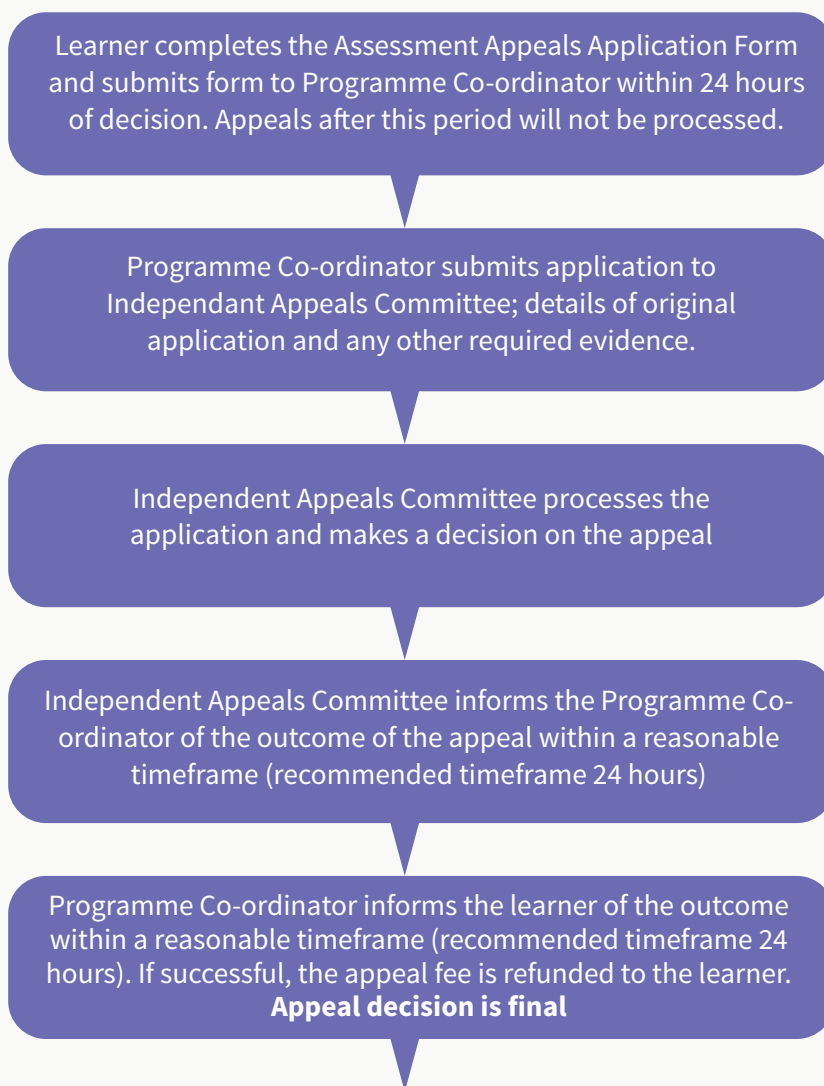 Learner completes the Assessment Appeals Application Form
and submits form to Programme Co-ordinator within 24 hours
of decision. Appeals after this period will not be processed.
Programme Co-ordinator submits application to
Independant Appeals Committee; details of original
application and any other required evidence.
Independent Appeals Committee processes the
application and makes a decision on the appeal
Independent Appeals Committee informs the Programme Co-
ordinator of the outcome of the appeal within a reasonable
timeframe (recommended timeframe 24 hours)
Programme Co-ordinator informs the learner of the outcome
within a reasonable timeframe (recommended timeframe 24
hours). If successful, the appeal fee is refunded to the learner.
Appeal decision is final